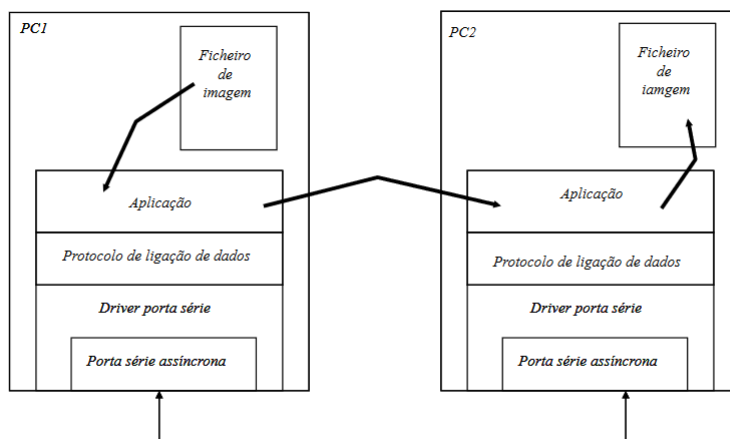 PC1
Ficheiro
de
imagem
Aplicação
Protocolo de ligação de dados
Driver porta série
Porta série assíncrona
PC2
Ficheiro
de
iamgem
Aplicação
Protocolo de ligação de dados
Driver porta série
Porta série assíncrona